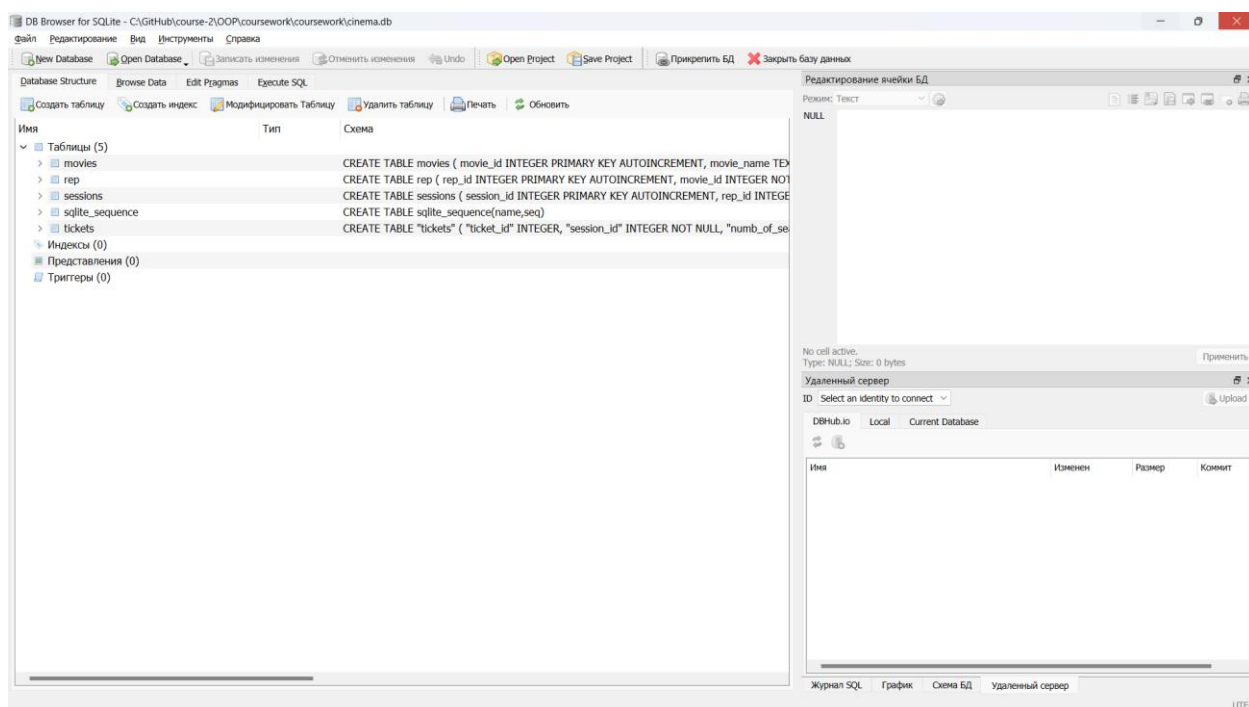 DB Browser for SQLite - C:\GitHub\course-2\OOP\coursework\coursework\cinema.db
Файл Редактирование Вид Инструменты Справка
New Database Open Database Записать изменения Отменить изменения Undo Open Project Save Project Прикрепить БД Закрыть базу данных
Database Structure Browse Data Edit Pragmas Execute SQL
Создать таблицу Создать индекс Модифицировать Таблицу Удалить таблицу Печать Обновить
Имя Тип Схема
Таблицы (5)
movies CREATE TABLE movies ( movie_id INTEGER PRIMARY KEY AUTOINCREMENT, movie_name TEX
rep CREATE TABLE rep ( rep_id INTEGER PRIMARY KEY AUTOINCREMENT, movie_id INTEGER NOT
sessions CREATE TABLE sessions ( session_id INTEGER PRIMARY KEY AUTOINCREMENT, rep_id INTEGE
sqlite_sequence CREATE TABLE sqlite_sequence(name,seq)
tickets CREATE TABLE "tickets" ( "ticket_id" INTEGER, "session_id" INTEGER NOT NULL, "numb_of_se
Индексы (0)
Представления (0)
Триггеры (0)
Редактирование ячейки БД
Режим: Текст
NULL
No cell active.
Type: NULL; Size: 0 bytes
Применить
Удаленный сервер
ID Select an identity to connect Upload
DBHub.io Local Current Database
Имя Изменен Размер Коммит
Журнал SQL График Схема БД Удаленный сервер